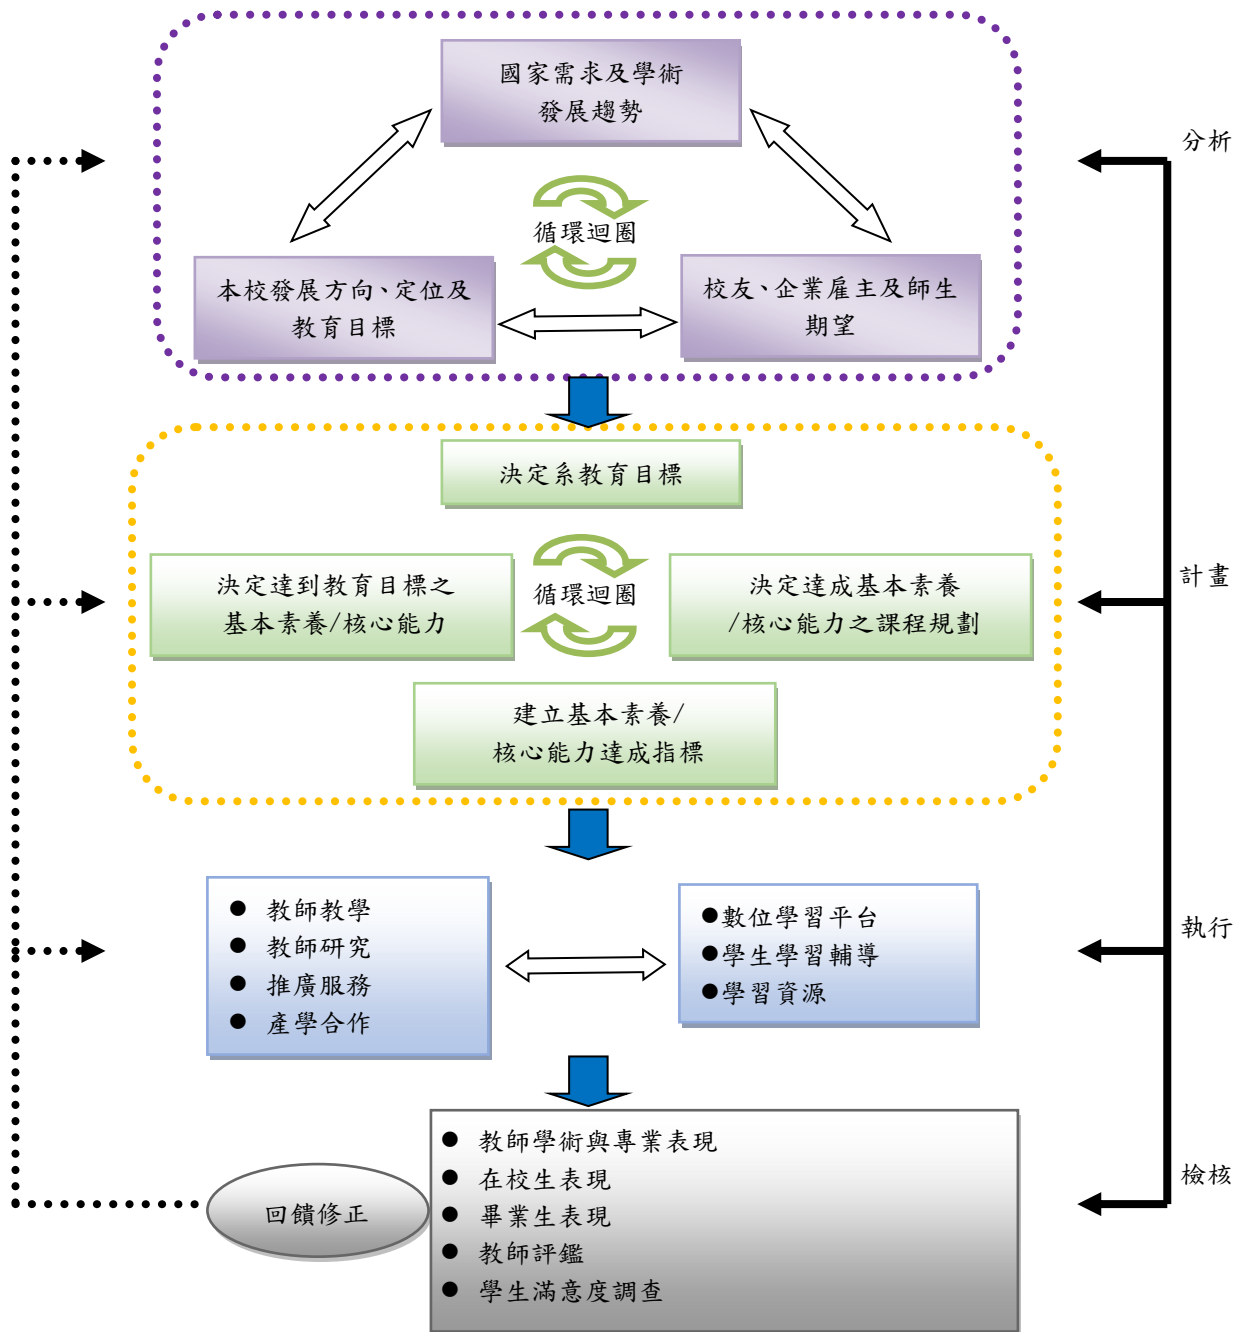 國家需求及學術
發展趨勢
分析
循環迴圈
本校發展方向、定位及
教育目標
校友、企業雇主及師生
期望
決定系教育目標
決定達到教育目標之
基本素養/核心能力
循環迴圈
決定達成基本素養
/核心能力之課程規劃
計畫
建立基本素養/
核心能力達成指標
● 教師教學
● 教師研究
● 推廣服務
● 產學合作
●數位學習平台
●學生學習輔導
●學習資源
執行
● 教師學術與專業表現
● 在校生表現
● 畢業生表現
● 教師評鑑
● 學生滿意度調查
回饋修正
檢核